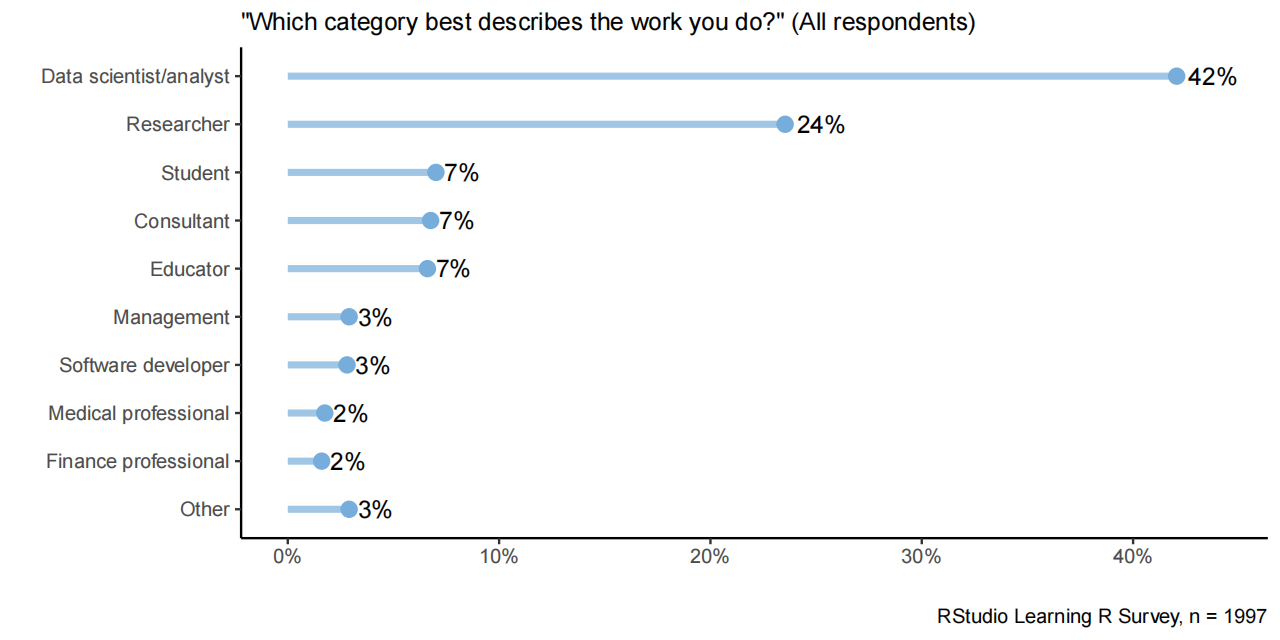 "Which category best describes the work you do?" (All respondents)
Data scientist/analyst 42%
Researcher 24%
Student 7%
Consultant 7%
Educator 7%
Management 3%
Software developer 3%
Medical professional 2%
Finance professional 2%
Other 3%
0% 10% 20% 30% 40%
RStudio Learning R Survey, n = 1997